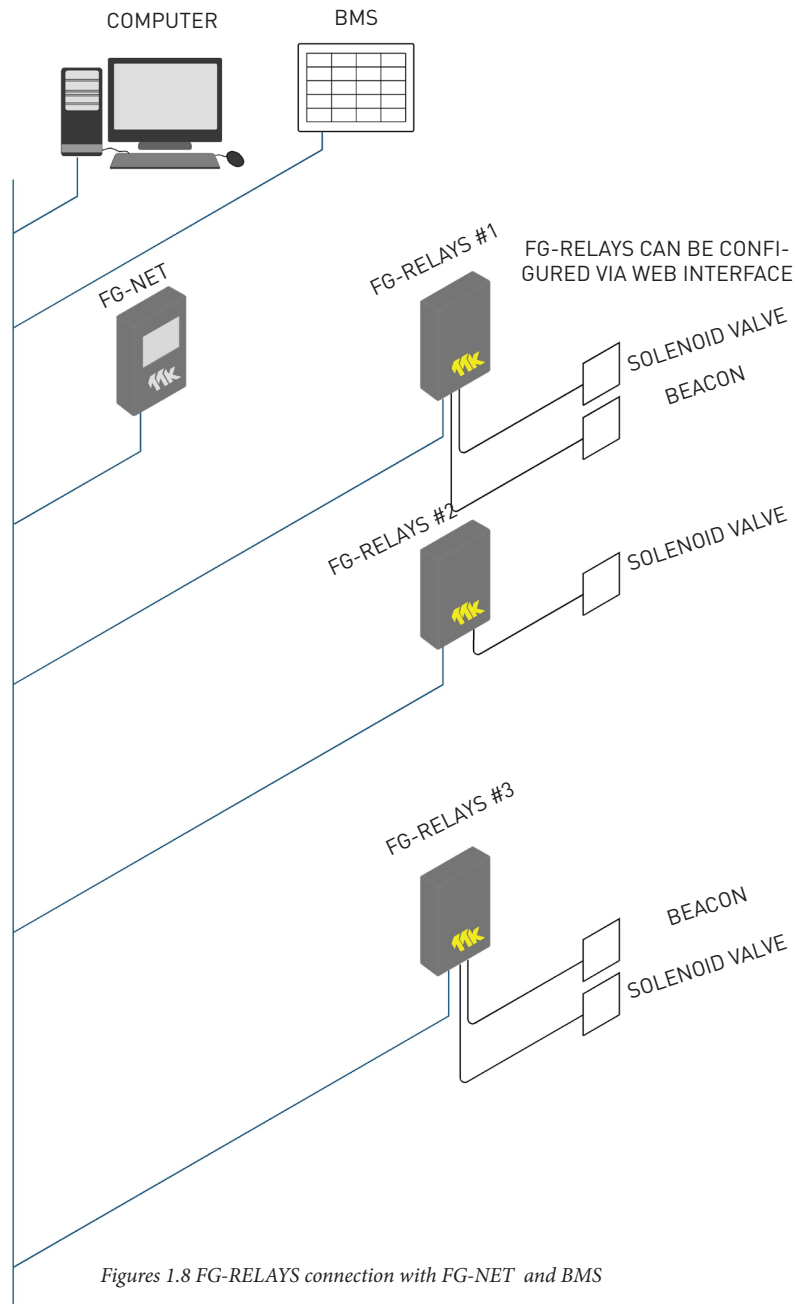 COMPUTER
BMS
FG-NET
FG-RELAYS #1
FG-RELAYS CAN BE CONFI-
GURED VIA WEB INTERFACE
SOLENOID VALVE
BEACON
FG-RELAYS #2
SOLENOID VALVE
FG-RELAYS #3
BEACON
SOLENOID VALVE
Figures 1.8 FG-RELAYS connection with FG-NET and BMS